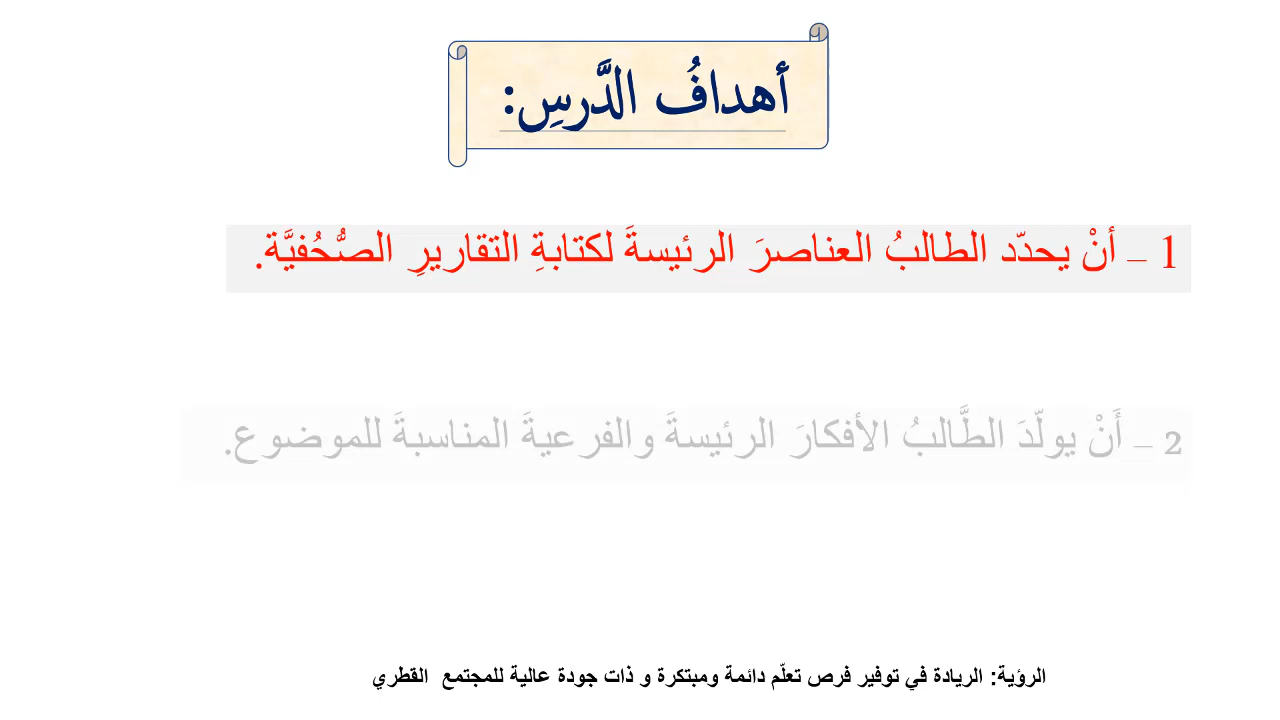 أهدافُ الدَّرسِ:
1 – أنْ يحدّد الطالبُ العناصرَ الرئيسةَ لكتابةِ التقاريرِ الصُّحُفيَّة.
2 – أَنْ يولّدَ الطَّالبُ الأفكارَ الرئيسةَ والفرعيةَ المناسبةَ للموضوع.
الرؤية: الريادة في توفير فرص تعلّم دائمة ومبتكرة و ذات جودة عالية للمجتمع القطري